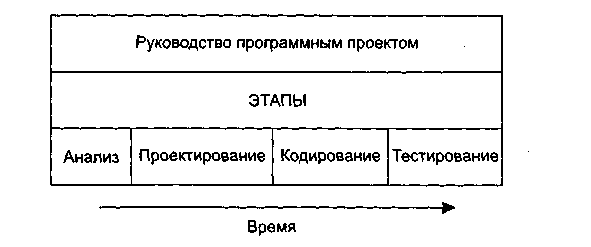 Руководство программным проектом
ЭТАПЫ
Анализ Проектирование Кодирование Тестирование
Время